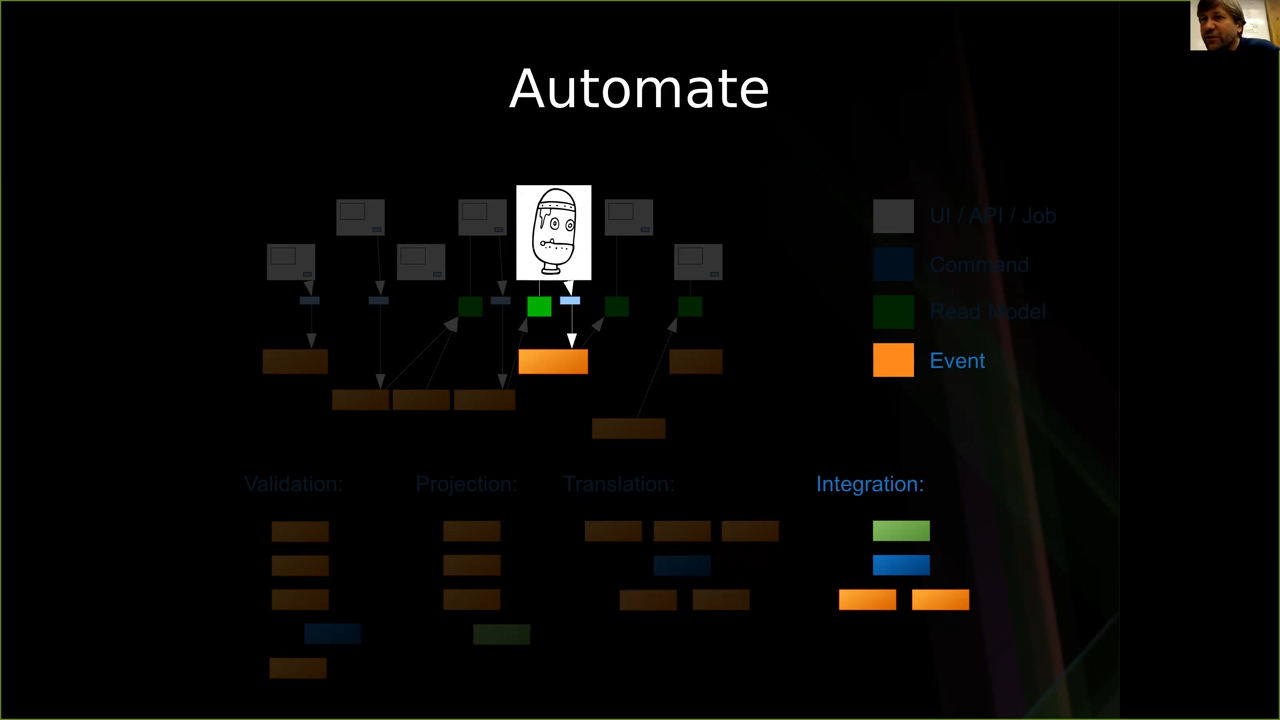 Automate
UI / API / Job
Command
Read Model
Event
Validation:
Projection:
Translation:
Integration: